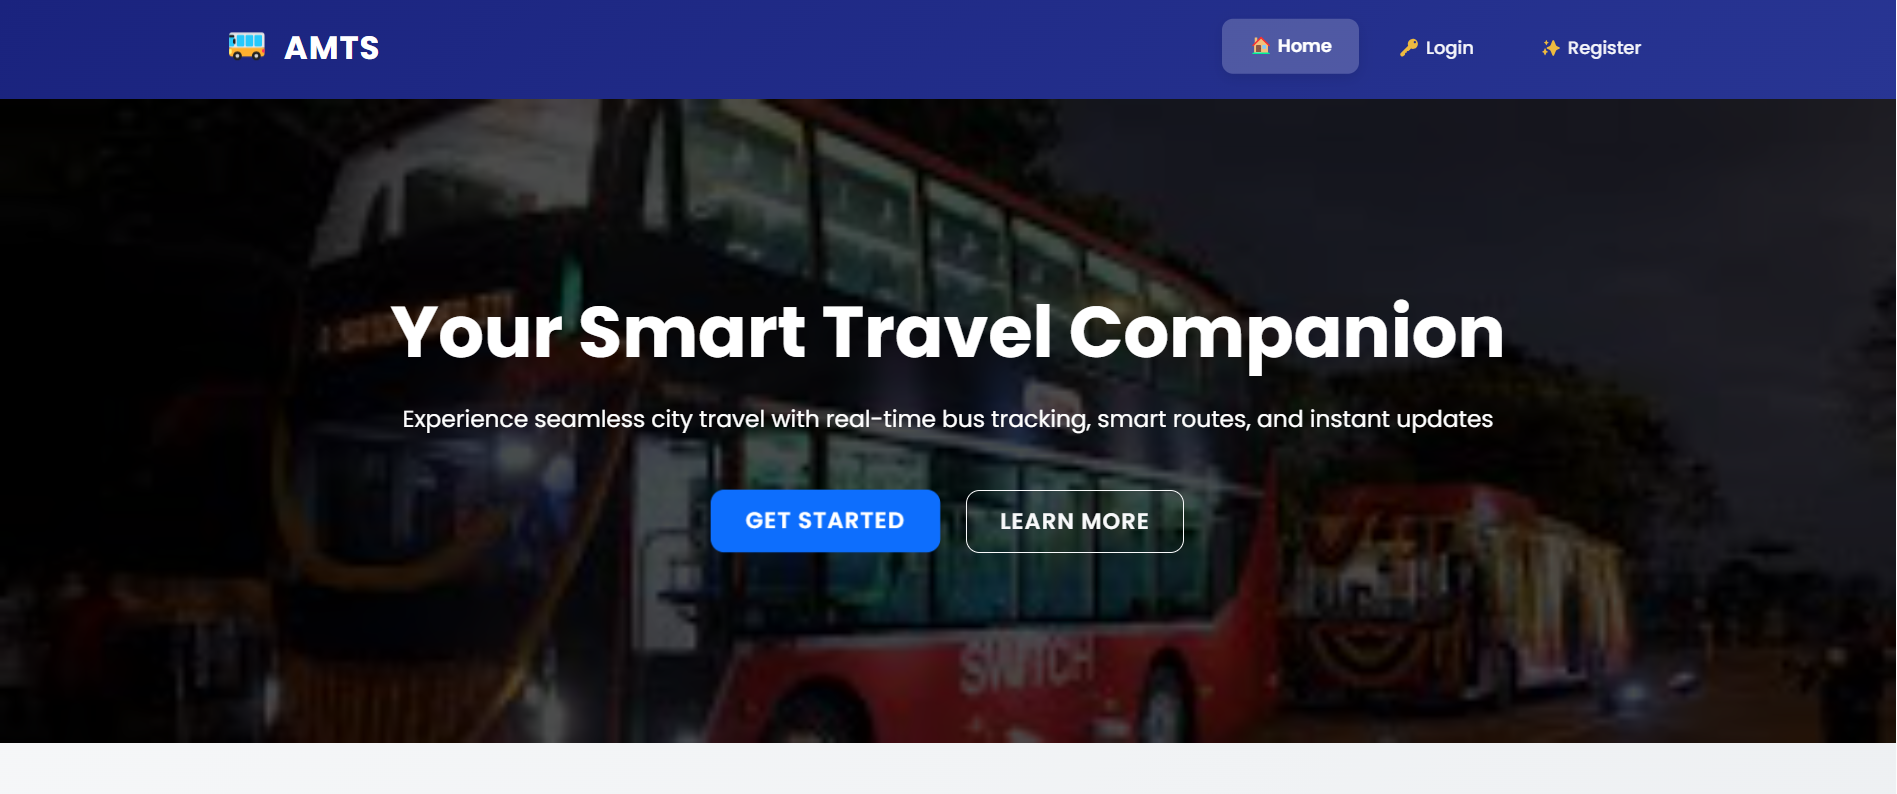 AMTS
Home
Login
Register
Your Smart Travel Companion
Experience seamless city travel with real-time bus tracking, smart routes, and instant updates
GET STARTED
LEARN MORE
SWITCH